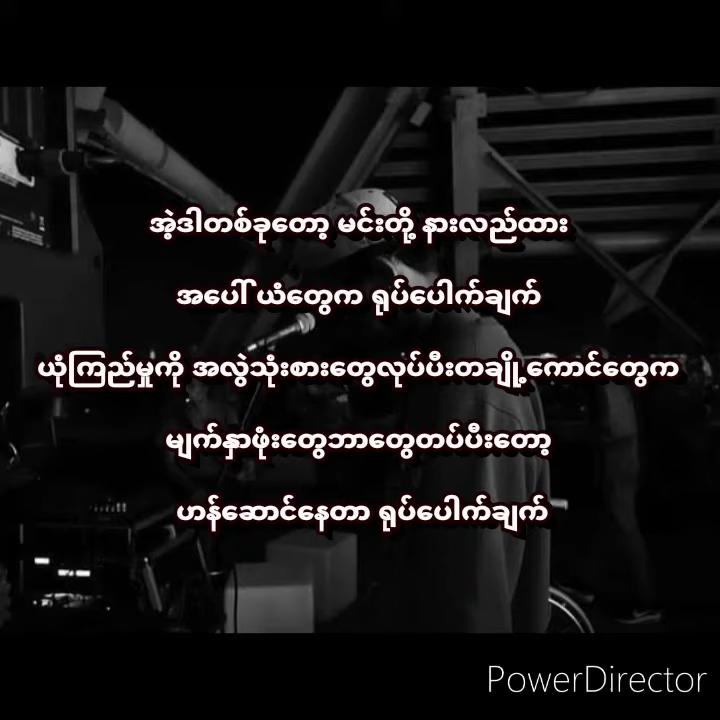 အဲ့ဒါတစ်ခုတော့ မင်းတို့ နားလည်ထား
အပေါ်ယံတွေက ရုပ်ပေါက်ချက်
ယုံကြည်မှုကို အလွဲသုံးစားတွေလုပ်ပီးတချို့ကောင်တွေက
မျက်နှာဖုံးတွေဘာတွေတပ်ပီးတော့
ဟန်ဆောင်နေတာ ရုပ်ပေါက်ချက်
PowerDirector